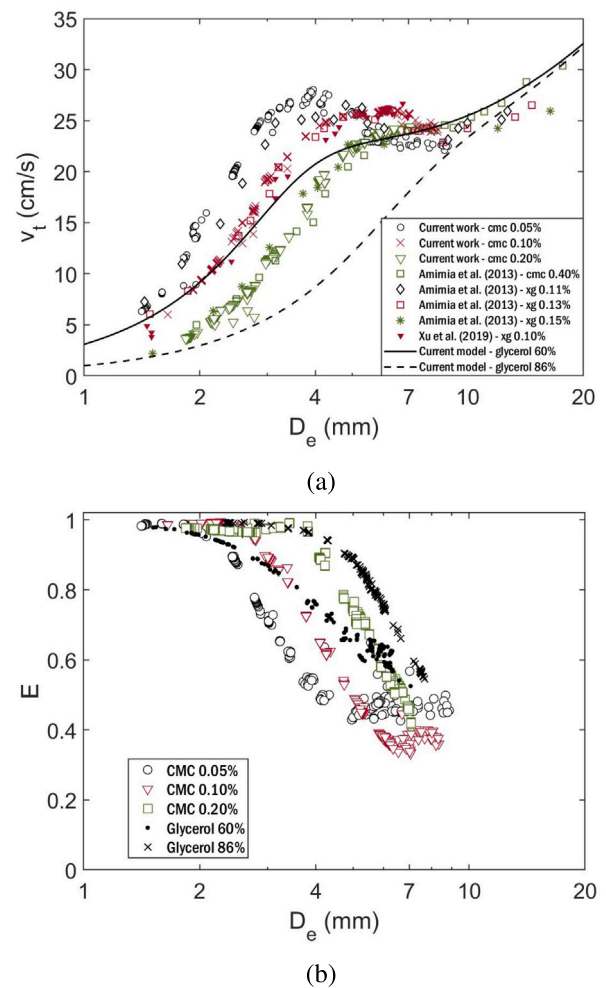 35
30
25
20
15
10
5
0
v_t (cm/s)
Current work - cmc 0.05%
Current work - cmc 0.10%
Current work - cmc 0.20%
Amimia et al. (2013) - cmc 0.40%
Amimia et al. (2013) - xg 0.11%
Amimia et al. (2013) - xg 0.13%
Amimia et al. (2013) - xg 0.15%
Xu et al. (2019) - xg 0.10%
Current model - glycerol 60%
Current model - glycerol 86%
1 2 4 7 10 20
D_e (mm)
(a)
1
0.8
0.6
0.4
0.2
0
E
CMC 0.05%
CMC 0.10%
CMC 0.20%
Glycerol 60%
Glycerol 86%
1 2 4 7 10 20
D_e (mm)
(b)